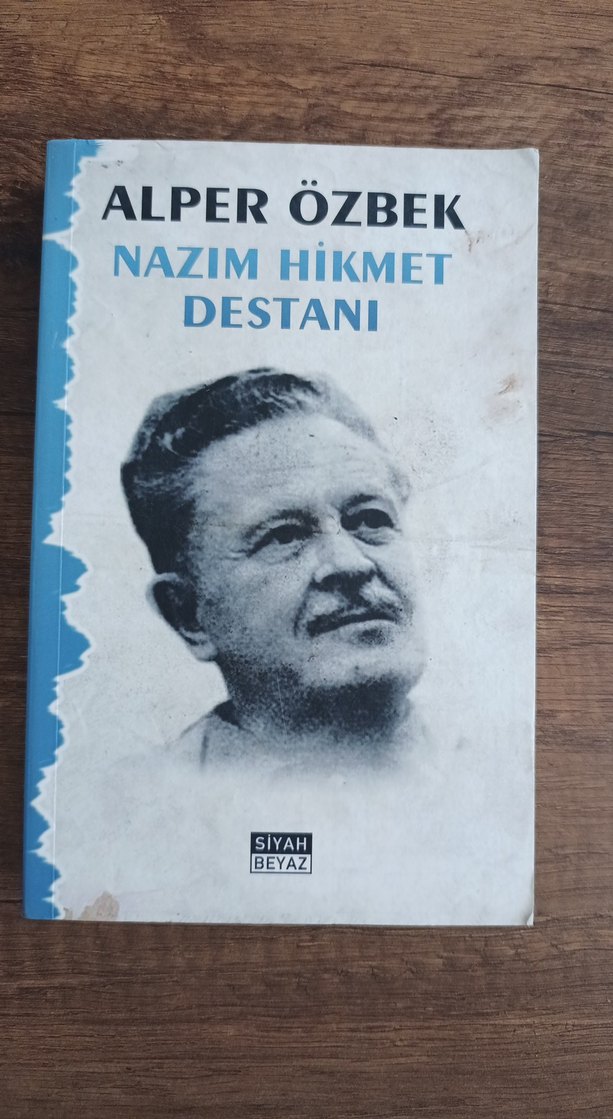 ALPER ÖZBEK
NAZIM HİKMET
DESTANI
SİYAH
BEYAZ